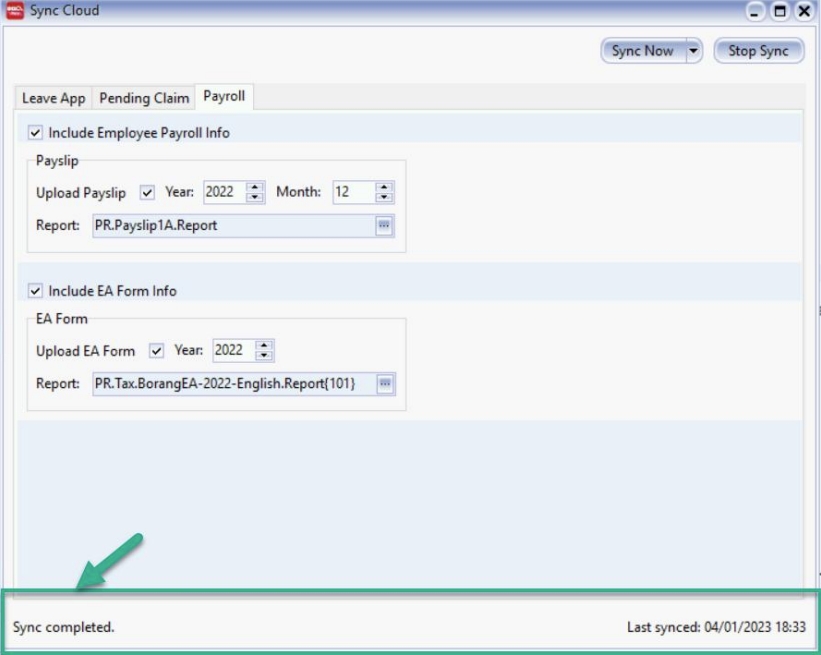 Sync Cloud
Sync Now Stop Sync
Leave App Pending Claim Payroll
Include Employee Payroll Info
Payslip
Upload Payslip Year: 2022 Month: 12
Report: PR.Payslip1A.Report
Include EA Form Info
EA Form
Upload EA Form Year: 2022
Report: PR.Tax.BorangEA-2022-English.Report{101}
Sync completed. Last synced: 04/01/2023 18:33